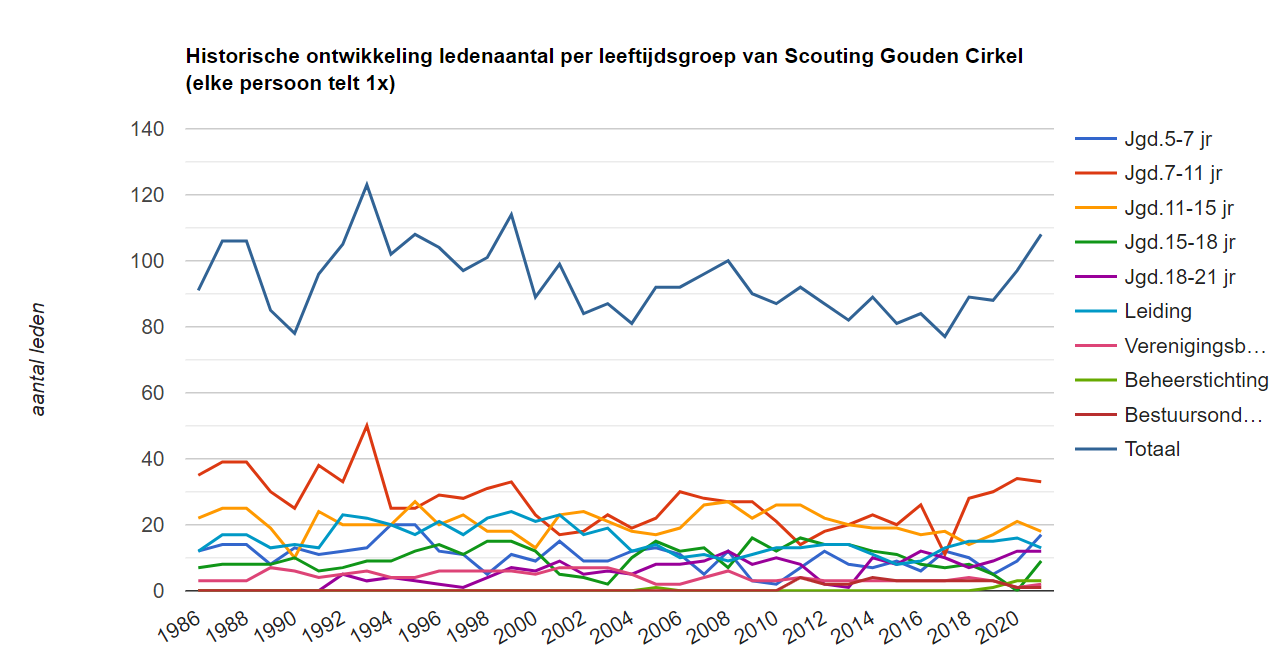 Historische ontwikkeling ledenaantal per leeftijdsgroep van Scouting Gouden Cirkel
(elke persoon telt 1x)
aantal leden
140
120
100
80
60
40
20
0
1986
1988
1990
1992
1994
1996
1998
2000
2002
2004
2006
2008
2010
2012
2014
2016
2018
2020
Jgd.5-7 jr
Jgd.7-11 jr
Jgd.11-15 jr
Jgd.15-18 jr
Jgd.18-21 jr
Leiding
Verenigingsb…
Beheerstichting
Bestuursond…
Totaal